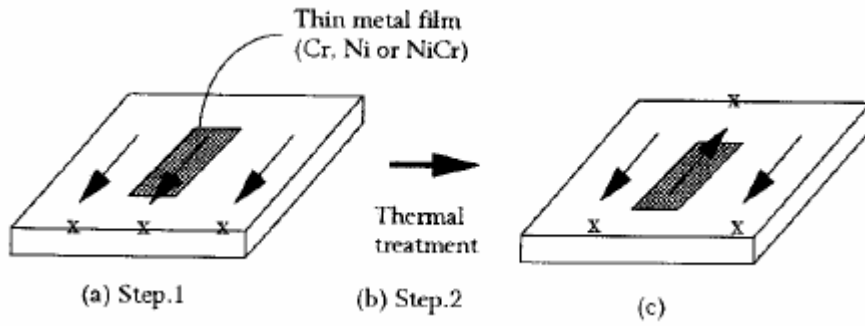 Thin metal film
(Cr, Ni or NiCr)
x
x x x
Thermal
treatment
x x
(a) Step.1
(b) Step.2
(c)